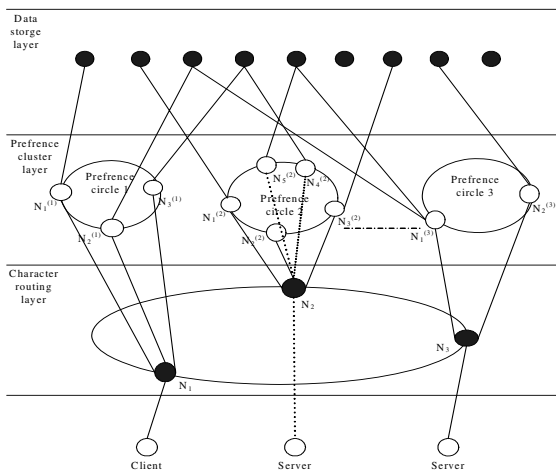 Data
storge
layer
Prefrence
cluster layer
Prefrence
circle 1
Prefrence
circle 2
Prefrence
circle 3
N₁⁽¹⁾
N₂⁽¹⁾
N₃⁽¹⁾
N₁⁽²⁾
N₂⁽²⁾
N₃⁽²⁾
N₄⁽²⁾
N₅⁽²⁾
N₁⁽³⁾
N₂⁽³⁾
Character
routing
layer
N₂
N₃
N₁
Client
Server
Server